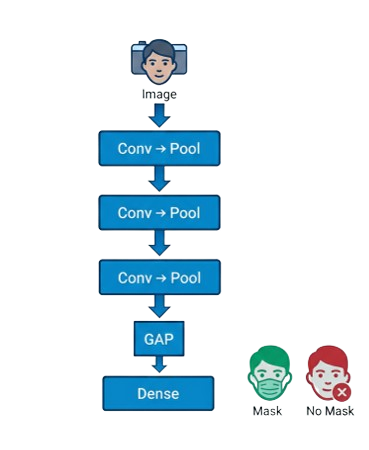 Image
Conv → Pool
Conv → Pool
Conv → Pool
GAP
Dense
Mask
No Mask